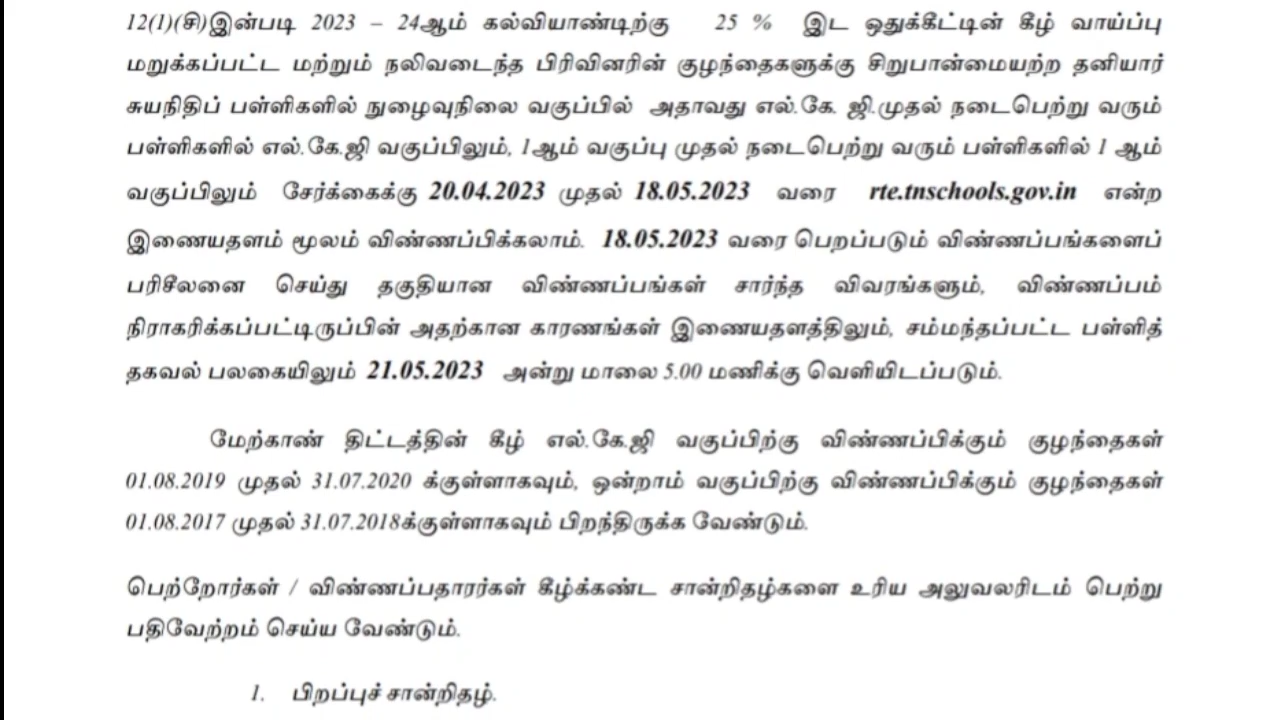 12(1)(சி)இன்படி 2023 – 24ஆம் கல்வியாண்டிற்கு 25 % இட ஒதுக்கீட்டின் கீழ் வாய்ப்பு
மறுக்கப்பட்ட மற்றும் நலிவடைந்த பிரிவினரின் குழந்தைகளுக்கு சிறுபான்மையற்ற தனியார்
சுயநிதிப் பள்ளிகளில் நுழைவுநிலை வகுப்பில் அதாவது எல்.கே. ஜி.முதல் நடைபெற்று வரும்
பள்ளிகளில் எல்.கே.ஜி வகுப்பிலும், 1ஆம் வகுப்பு முதல் நடைபெற்று வரும் பள்ளிகளில் 1 ஆம்
வகுப்பிலும் சேர்க்கைக்கு 20.04.2023 முதல் 18.05.2023 வரை rte.tnschools.gov.in என்ற
இணையதளம் மூலம் விண்ணப்பிக்கலாம். 18.05.2023 வரை பெறப்படும் விண்ணப்பங்களைப்
பரிசீலனை செய்து தகுதியான விண்ணப்பங்கள் சார்ந்த விவரங்களும், விண்ணப்பம்
நிராகரிக்கப்பட்டிருப்பின் அதற்கான காரணங்கள் இணையதளத்திலும், சம்மந்தப்பட்ட பள்ளித்
தகவல் பலகையிலும் 21.05.2023 அன்று மாலை 5.00 மணிக்கு வெளியிடப்படும்.
மேற்காண் திட்டத்தின் கீழ் எல்.கே.ஜி வகுப்பிற்கு விண்ணப்பிக்கும் குழந்தைகள்
01.08.2019 முதல் 31.07.2020 க்குள்ளாகவும், ஒன்றாம் வகுப்பிற்கு விண்ணப்பிக்கும் குழந்தைகள்
01.08.2017 முதல் 31.07.2018க்குள்ளாகவும் பிறந்திருக்க வேண்டும்.
பெற்றோர்கள் / விண்ணப்பதாரர்கள் கீழ்க்கண்ட சான்றிதழ்களை உரிய அலுவலரிடம் பெற்று
பதிவேற்றம் செய்ய வேண்டும்.
1. பிறப்புச் சான்றிதழ்.